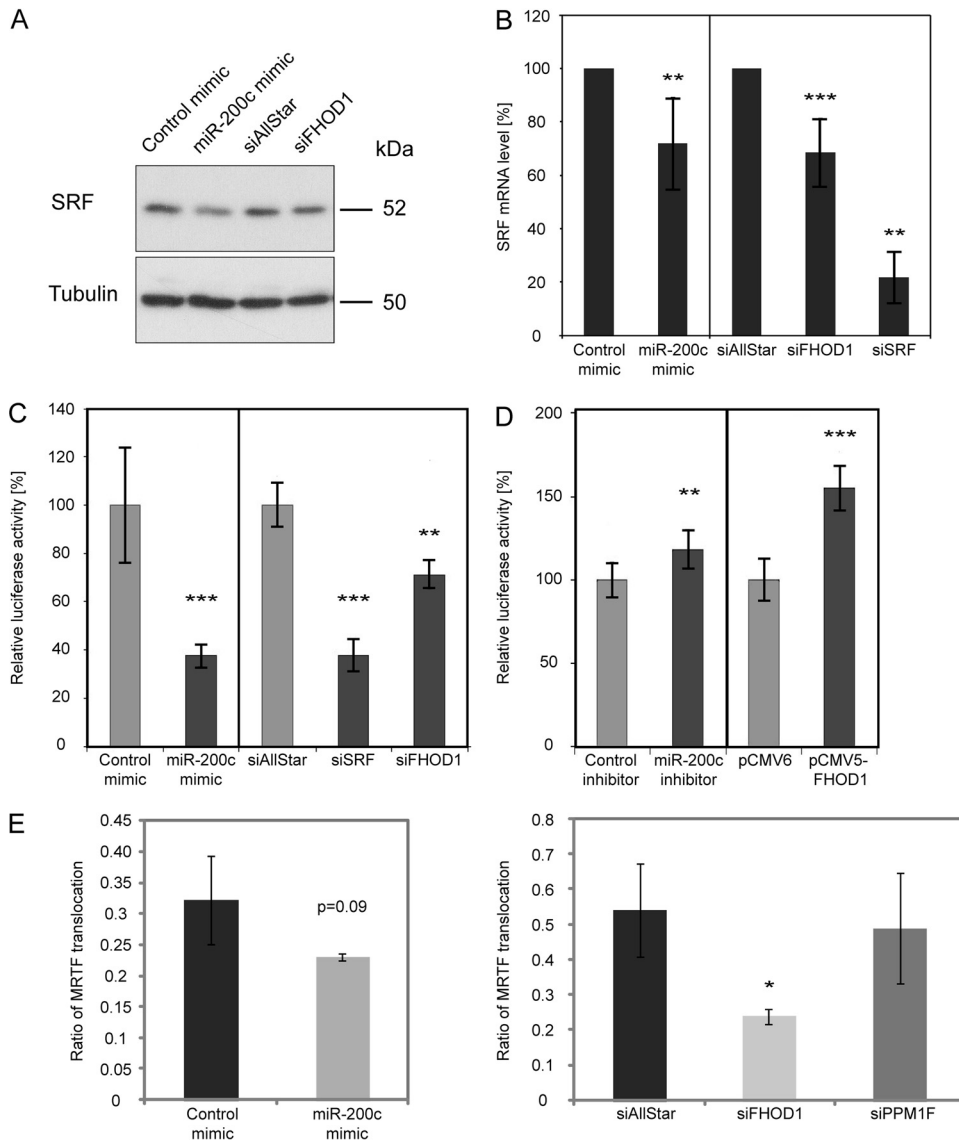 A
Control mimic
miR-200c mimic
siAllStar
siFHOD1
kDa
SRF
52
Tubulin
50
B
SRF mRNA level [%]
100
80
60
40
20
0
**
***
**
Control mimic
miR-200c mimic
siAllStar
siFHOD1
siSRF
C
Relative luciferase activity [%]
140
120
100
80
60
40
20
0
***
***
**
Control mimic
miR-200c mimic
siAllStar
siSRF
siFHOD1
D
Relative luciferase activity [%]
200
150
100
50
0
**
***
Control inhibitor
miR-200c inhibitor
pCMV6
pCMV5-FHOD1
E
Ratio of MRTF translocation
0.45
0.4
0.35
0.3
0.25
0.2
0.15
0.1
0.05
0
p=0.09
Control mimic
miR-200c mimic
Ratio of MRTF translocation
0.8
0.7
0.6
0.5
0.4
0.3
0.2
0.1
0
*
siAllStar
siFHOD1
siPPM1F